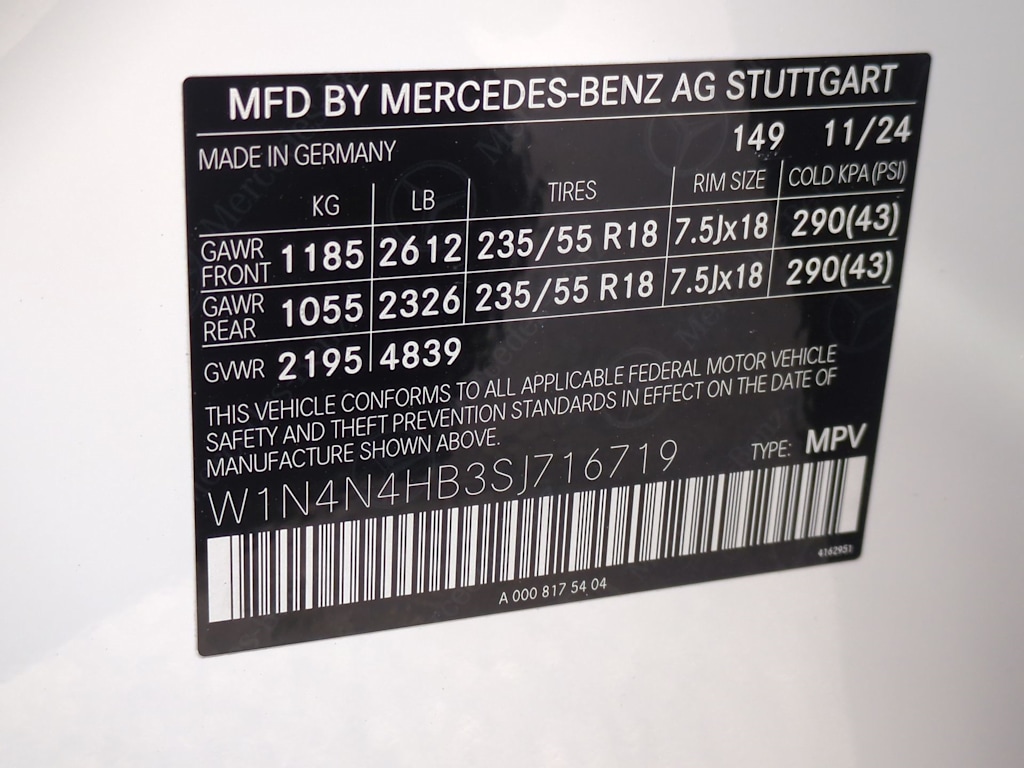 MFD BY MERCEDES-BENZ AG STUTTGART
MADE IN GERMANY 149 11/24
KG LB TIRES RIM SIZE COLD KPA (PSI)
GAWR FRONT 1185 2612 235/55 R18 7.5Jx18 290(43)
GAWR REAR 1055 2326 235/55 R18 7.5Jx18 290(43)
GVWR 2195 4839
THIS VEHICLE CONFORMS TO ALL APPLICABLE FEDERAL MOTOR VEHICLE
SAFETY AND THEFT PREVENTION STANDARDS IN EFFECT ON THE DATE OF
MANUFACTURE SHOWN ABOVE.
W1N4N4HB3SJ716719 TYPE: MPV
4162951
A 000 817 54 04